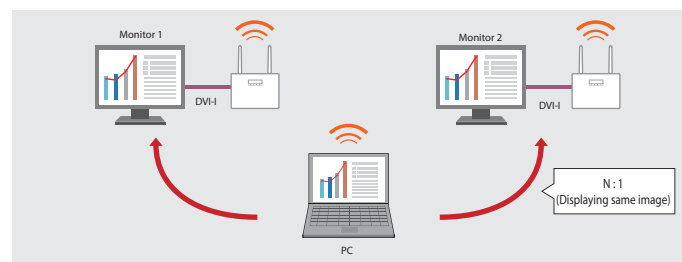 Monitor 1
Monitor 2
DVI-I
DVI-I
N : 1
(Displaying same image)
PC